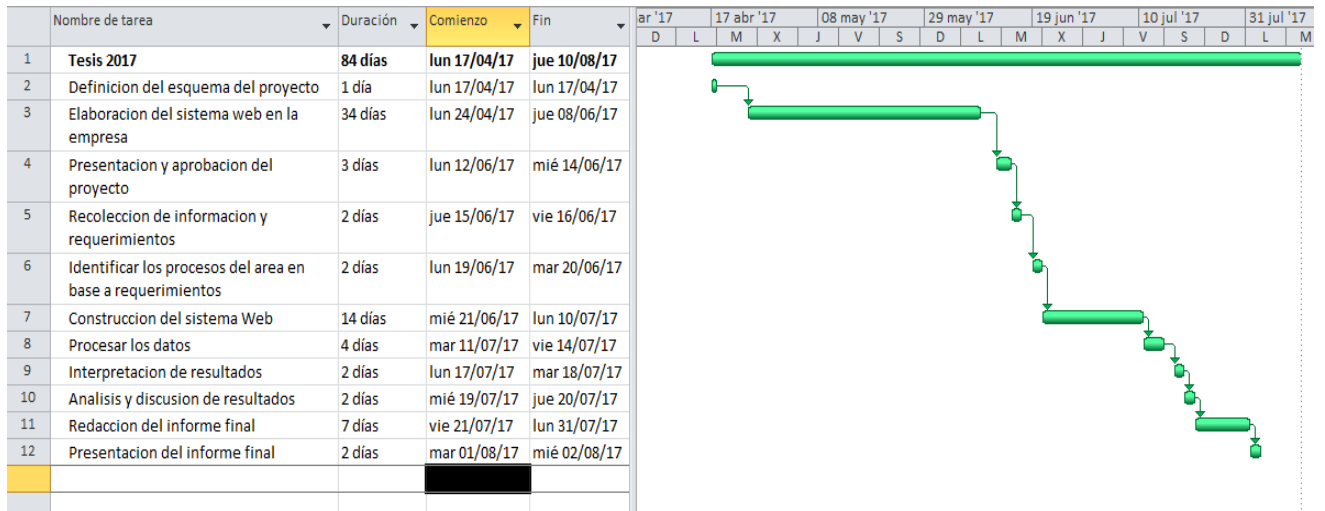 Nombre de tarea Duración Comienzo Fin
ar '17 17 abr '17 08 may '17 29 may '17 19 jun '17 10 jul '17 31 jul '17
D L M X J V S D L M X J V S D L M
1 Tesis 2017 84 días lun 17/04/17 jue 10/08/17
2 Definicion del esquema del proyecto 1 día lun 17/04/17 lun 17/04/17
3 Elaboracion del sistema web en la 34 días lun 24/04/17 jue 08/06/17
empresa
4 Presentacion y aprobacion del 3 días lun 12/06/17 mié 14/06/17
proyecto
5 Recoleccion de informacion y 2 días jue 15/06/17 vie 16/06/17
requerimientos
6 Identificar los procesos del area en 2 días lun 19/06/17 mar 20/06/17
base a requerimientos
7 Construccion del sistema Web 14 días mié 21/06/17 lun 10/07/17
8 Procesar los datos 4 días mar 11/07/17 vie 14/07/17
9 Interpretacion de resultados 2 días lun 17/07/17 mar 18/07/17
10 Analisis y discusion de resultados 2 días mié 19/07/17 jue 20/07/17
11 Redaccion del informe final 7 días vie 21/07/17 lun 31/07/17
12 Presentacion del informe final 2 días mar 01/08/17 mié 02/08/17